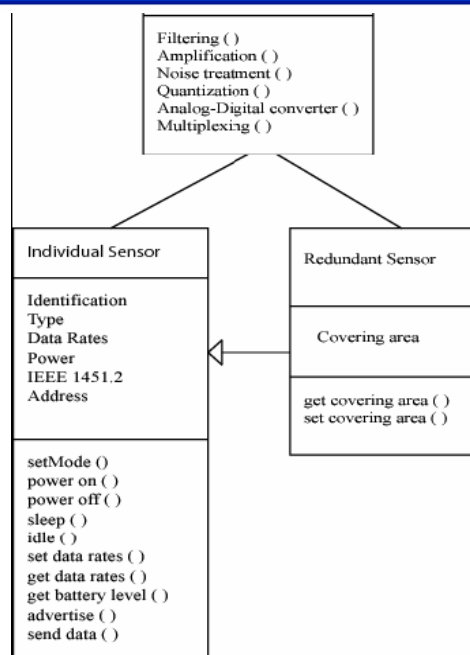 Filtering ( )
Amplification ( )
Noise treatment ( )
Quantization ( )
Analog-Digital converter ( )
Multiplexing ( )
Individual Sensor
Identification
Type
Data Rates
Power
IEEE 1451.2
Address
setMode ()
power on ( )
power off ( )
sleep ( )
idle ( )
set data rates ( )
get data rates ( )
get battery level ( )
advertise ( )
send data ( )
Redundant Sensor
Covering area
get covering area ( )
set covering area ( )